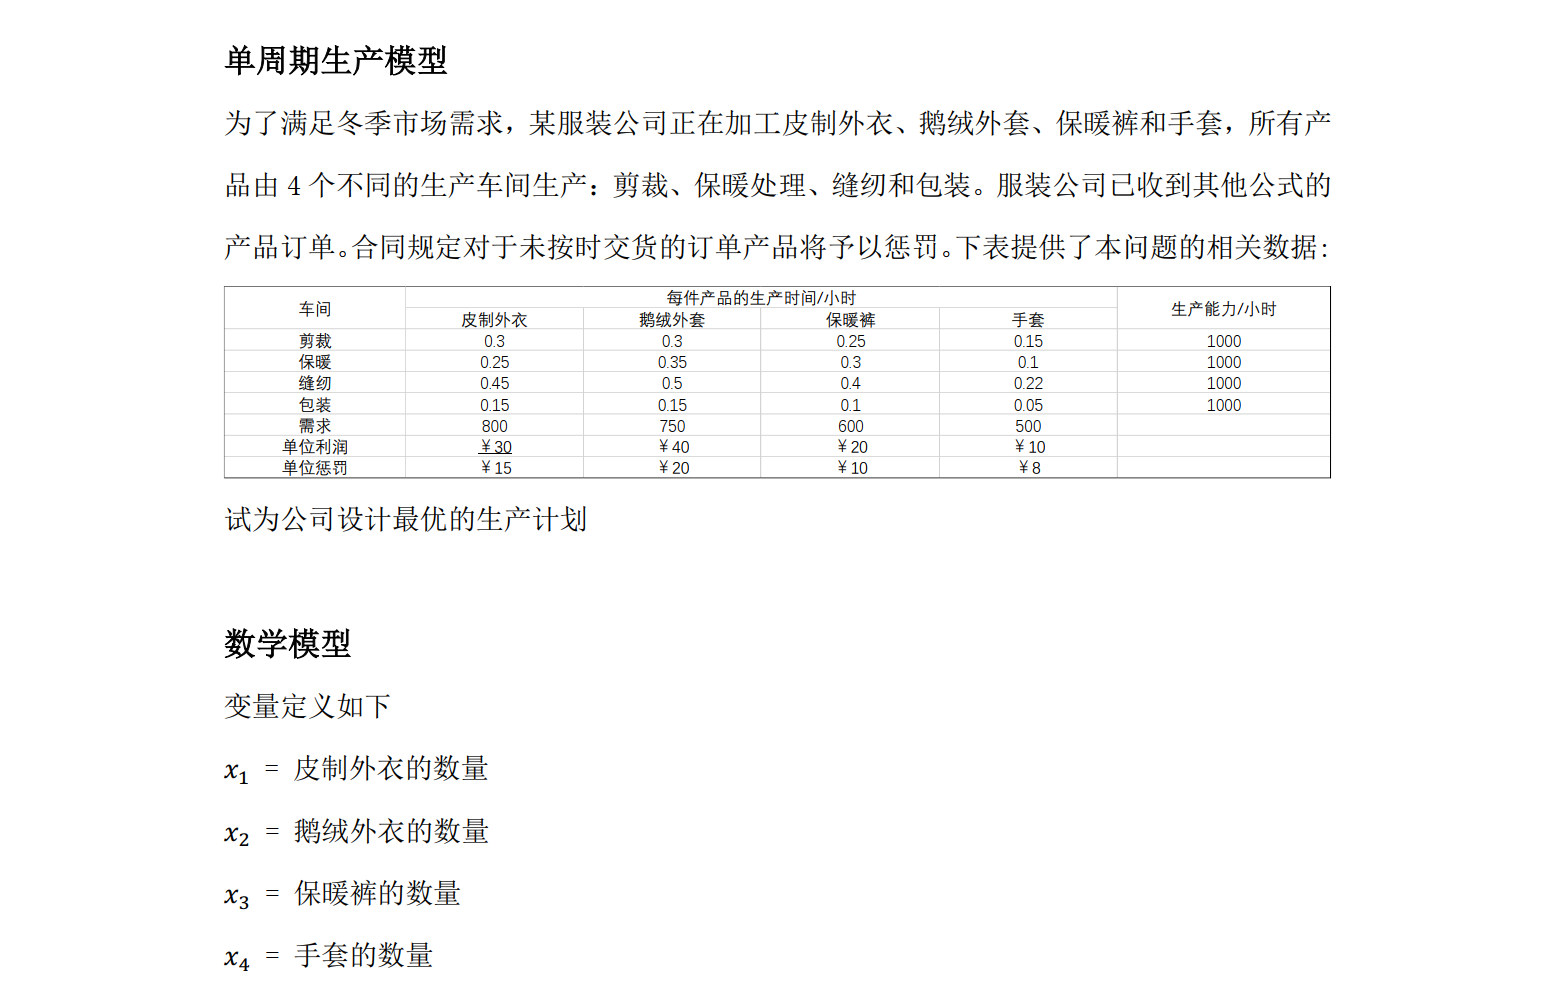 单周期生产模型
为了满足冬季市场需求，某服装公司正在加工皮制外衣、鹅绒外套、保暖裤和手套，所有产
品由 4 个不同的生产车间生产：剪裁、保暖处理、缝纫和包装。服装公司已收到其他公式的
产品订单。合同规定对于未按时交货的订单产品将予以惩罚。下表提供了本问题的相关数据：
车间 每件产品的生产时间/小时 生产能力/小时
皮制外衣 鹅绒外套 保暖裤 手套
剪裁 0.3 0.3 0.25 0.15 1000
保暖 0.25 0.35 0.3 0.1 1000
缝纫 0.45 0.5 0.4 0.22 1000
包装 0.15 0.15 0.1 0.05 1000
需求 800 750 600 500
单位利润 ¥30 ¥40 ¥20 ¥10
单位惩罚 ¥15 ¥20 ¥10 ¥8
试为公司设计最优的生产计划
数学模型
变量定义如下
x₁ = 皮制外衣的数量
x₂ = 鹅绒外衣的数量
x₃ = 保暖裤的数量
x₄ = 手套的数量